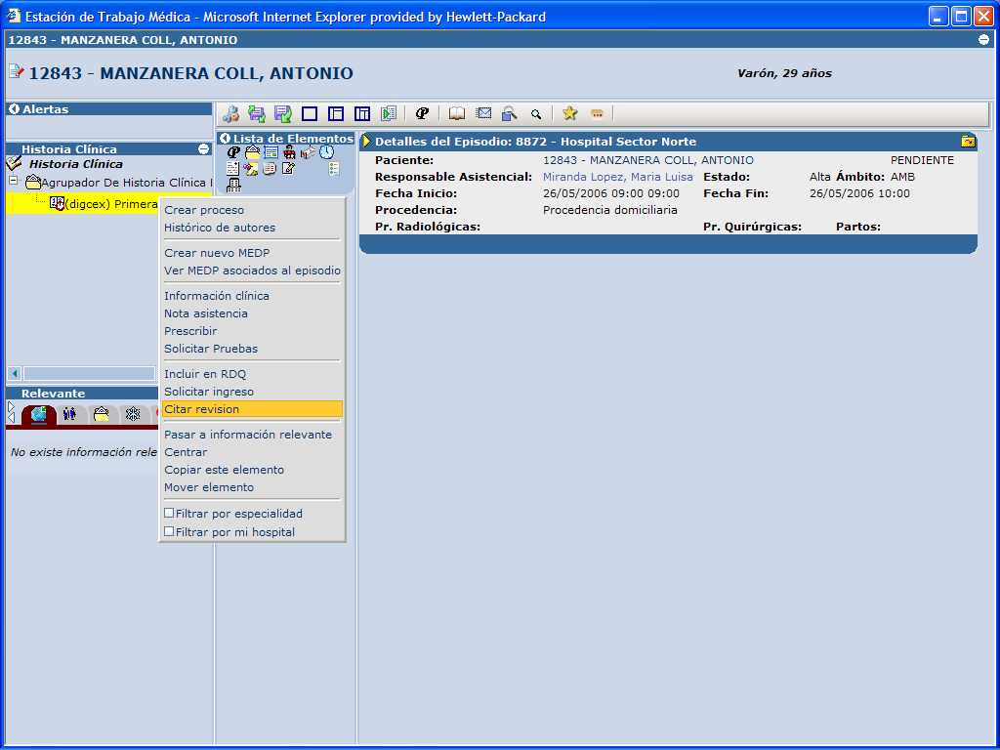 Estación de Trabajo Médica - Microsoft Internet Explorer provided by Hewlett-Packard
12843 - MANZANERA COLL, ANTONIO
12843 - MANZANERA COLL, ANTONIO
Varón, 29 años
Alertas
Historia Clínica
Historia Clínica
Agrupador De Historia Clínica
(digcex) Primera
Lista de Elementos
Crear proceso
Histórico de autores
Crear nuevo MEDP
Ver MEDP asociados al episodio
Información clínica
Nota asistencia
Prescribir
Solicitar Pruebas
Incluir en RDQ
Solicitar ingreso
Citar revision
Pasar a información relevante
Centrar
Copiar este elemento
Mover elemento
Filtrar por especialidad
Filtrar por mi hospital
Relevante
No existe información rele
Detalles del Episodio: 8872 - Hospital Sector Norte
Paciente: 12843 - MANZANERA COLL, ANTONIO PENDIENTE
Responsable Asistencial: Miranda Lopez, Maria Luisa Estado: Alta Ámbito: AMB
Fecha Inicio: 26/05/2006 09:00 09:00 Fecha Fin: 26/05/2006 10:00
Procedencia: Procedencia domiciliaria
Pr. Radiológicas: Pr. Quirúrgicas: Partos: